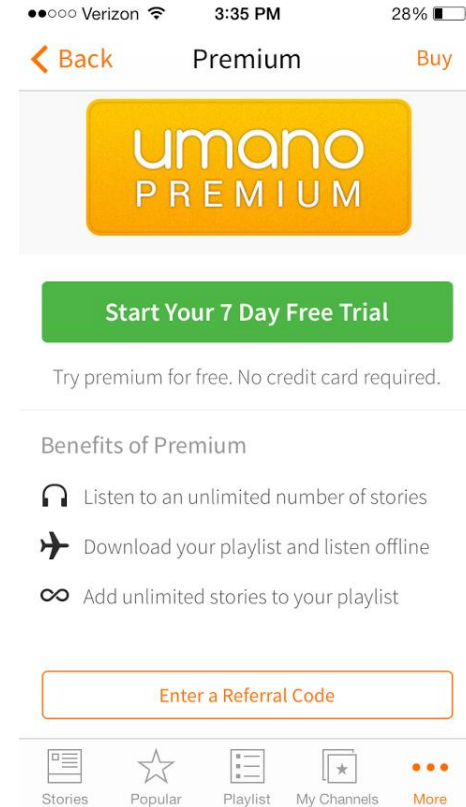 Verizon 3:35 PM 28%
Back Premium Buy
umano
PREMIUM
Start Your 7 Day Free Trial
Try premium for free. No credit card required.
Benefits of Premium
Listen to an unlimited number of stories
Download your playlist and listen offline
Add unlimited stories to your playlist
Enter a Referral Code
Stories Popular Playlist My Channels More